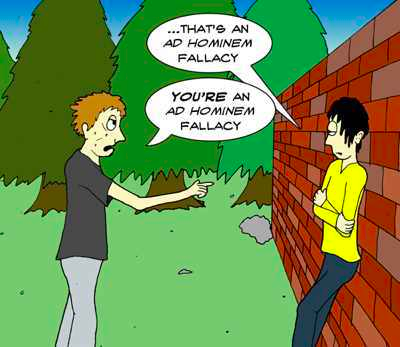 ...THAT'S AN
AD HOMINEM
FALLACY
YOU'RE AN
AD HOMINEM
FALLACY